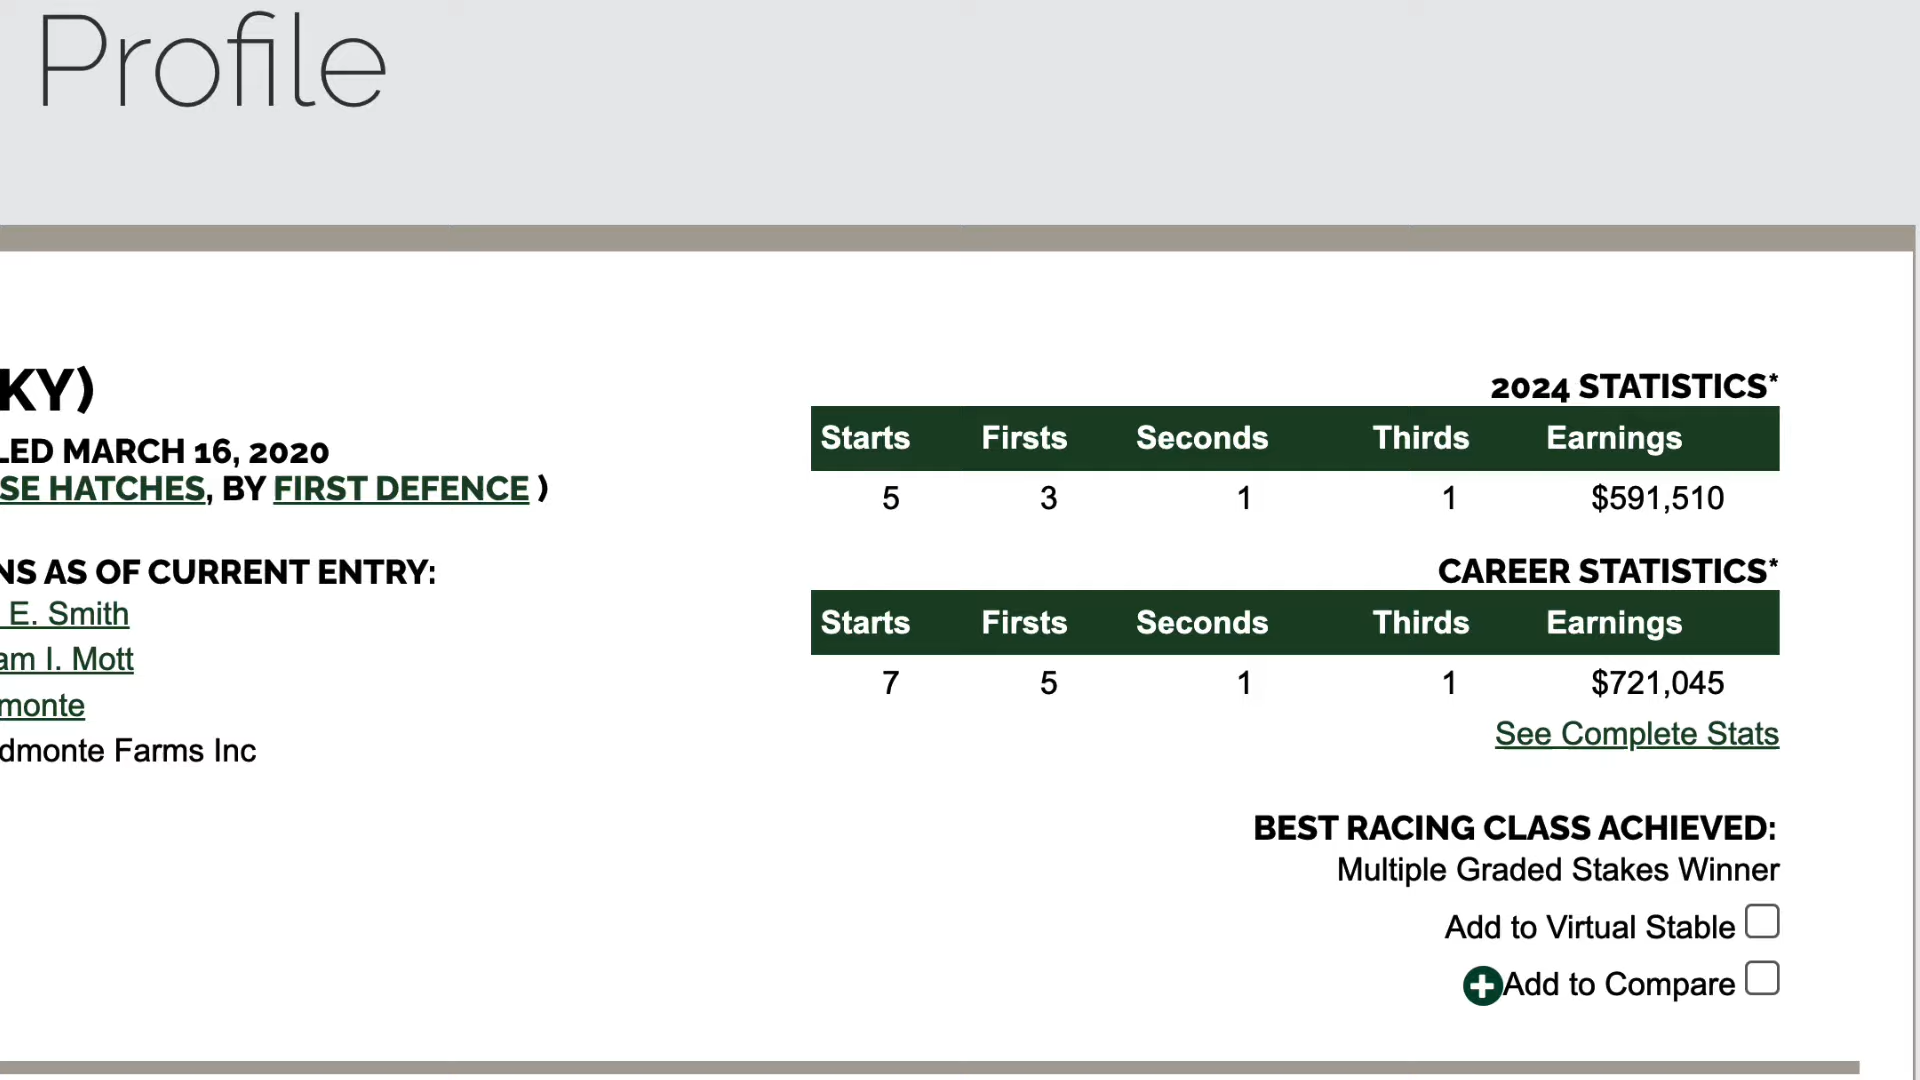 Profile
KY)
LED MARCH 16, 2020
SE HATCHES, BY FIRST DEFENCE )
NS AS OF CURRENT ENTRY:
E. Smith
am I. Mott
monte
dmonte Farms Inc
2024 STATISTICS*
Starts Firsts Seconds Thirds Earnings
5 3 1 1 $591,510
CAREER STATISTICS*
Starts Firsts Seconds Thirds Earnings
7 5 1 1 $721,045
See Complete Stats
BEST RACING CLASS ACHIEVED:
Multiple Graded Stakes Winner
Add to Virtual Stable
Add to Compare